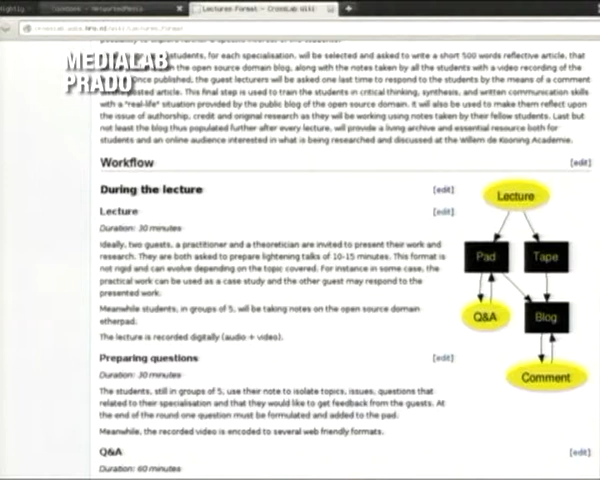 Lectures Format - CrossLab Wiki
MEDIALAB
PRADO
students, for each specialisation, will be selected and asked to write a short 500 words reflective article, that
the open source domain blog, along with the notes taken by all the students with a video recording of the
Once published, the guest lecturers will be asked one last time to respond to the students by the means of a comment
posted article. This final step is used to train the students in critical thinking, synthesis, and written communication skills
with a "real-life" situation provided by the public blog of the open source domain. It will also be used to make them reflect upon
the issue of authorship, credit and original research as they will be working using notes taken by their fellow students. Last but
not least the blog thus populated further after every lecture, will provide a living archive and essential resource both for
students and an online audience interested in what is being researched and discussed at the Willem de Kooning Academie.
Workflow [edit]
During the lecture [edit]
Lecture [edit]
Duration: 30 minutes
Ideally, two guests, a practitioner and a theoretician are invited to present their work and
research. They are both asked to prepare lightening talks of 10-15 minutes. This format is
not rigid and can evolve depending on the topic covered. For instance in some case, the
practical work can be used as a case study and the other guest may respond to the
presented work.
Meanwhile students, in groups of 5, will be taking notes on the open source domain
etherpad.
The lecture is recorded digitally (audio + video).
Preparing questions [edit]
Duration: 30 minutes
The students, still in groups of 5, use their note to isolate topics, issues, questions that
related to their specialisation and that they would like to get feedback from the guests. At
the end of the round one question must be formulated and added to the pad.
Meanwhile, the recorded video is encoded to several web friendly formats.
Q&A [edit]
Duration: 60 minutes
Lecture
Pad
Tape
Q&A
Blog
Comment